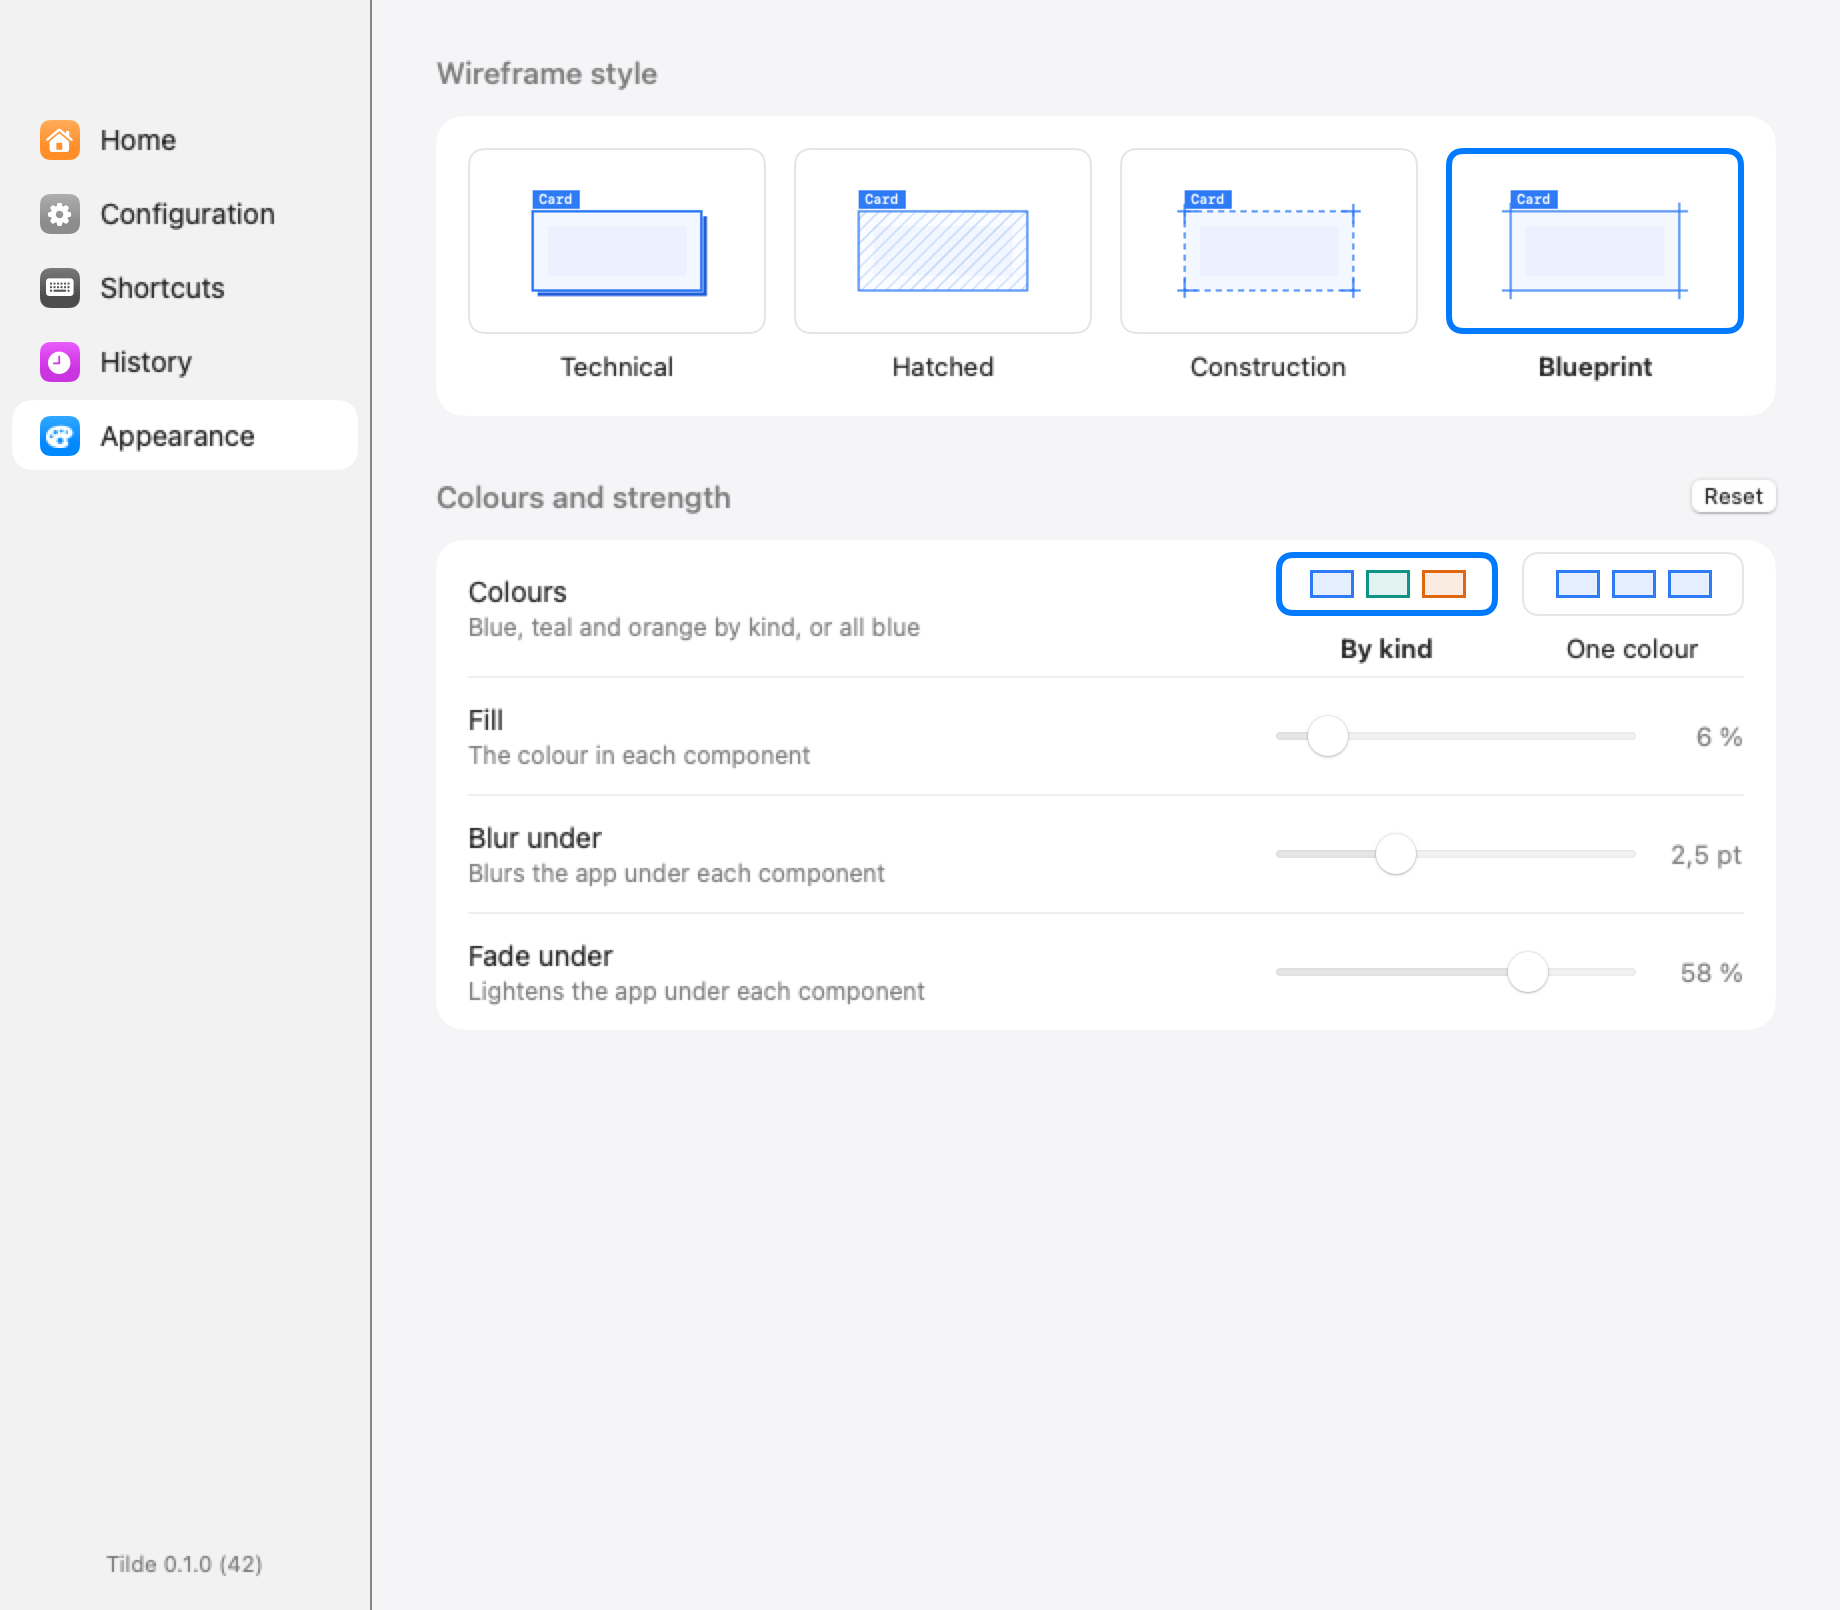 Home
Configuration
Shortcuts
History
Appearance
Tilde 0.1.0 (42)
Wireframe style
Card
Technical
Card
Hatched
Card
Construction
Card
Blueprint
Colours and strength
Reset
Colours
Blue, teal and orange by kind, or all blue
By kind
One colour
Fill
The colour in each component
6 %
Blur under
Blurs the app under each component
2,5 pt
Fade under
Lightens the app under each component
58 %